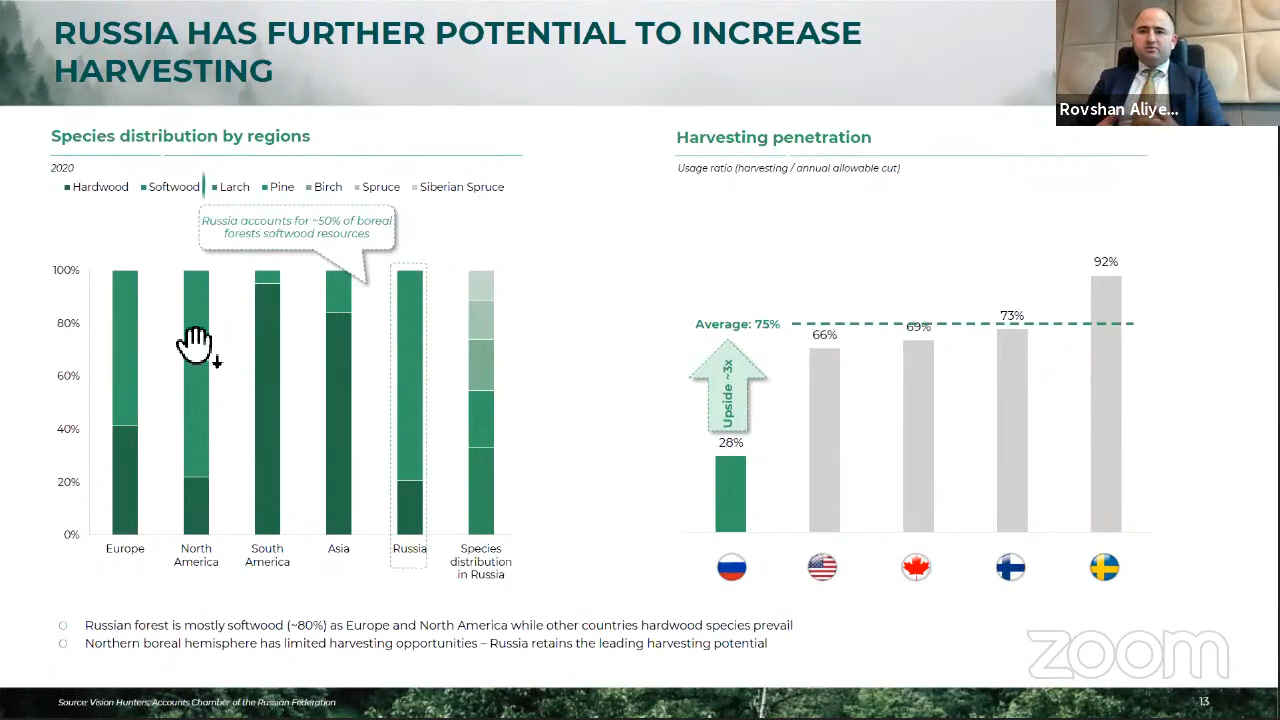 RUSSIA HAS FURTHER POTENTIAL TO INCREASE
HARVESTING
Rovshan Aliye...
Species distribution by regions
2020
Hardwood Softwood Larch Pine Birch Spruce Siberian Spruce
Russia accounts for ~50% of boreal
forests softwood resources
100%
80%
60%
40%
20%
0%
Europe
North
America
South
America
Asia
Russia
Species
distribution
in Russia
Harvesting penetration
Usage ratio (harvesting / annual allowable cut)
Average: 75%
Upside ~3x
28%
66%
69%
73%
92%
Russian forest is mostly softwood (~80%) as Europe and North America while other countries hardwood species prevail
Northern boreal hemisphere has limited harvesting opportunities – Russia retains the leading harvesting potential
zoom
Source: Vision Hunters, Accounts Chamber of the Russian Federation
13